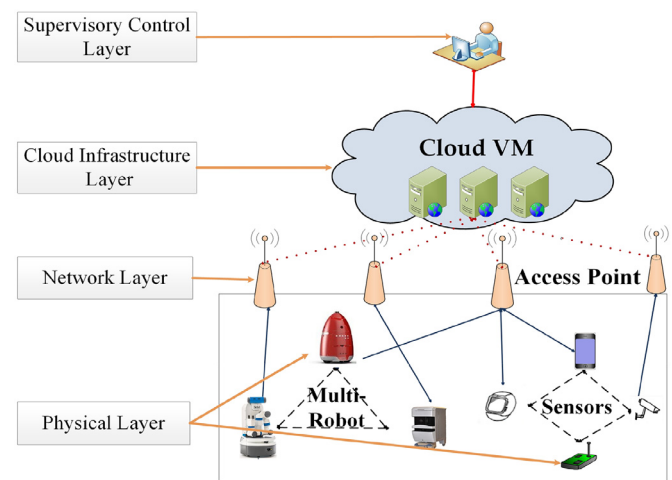 Supervisory Control
Layer
Cloud VM
Cloud Infrastructure
Layer
Network Layer
Access Point
Multi-
Robot
Sensors
Physical Layer